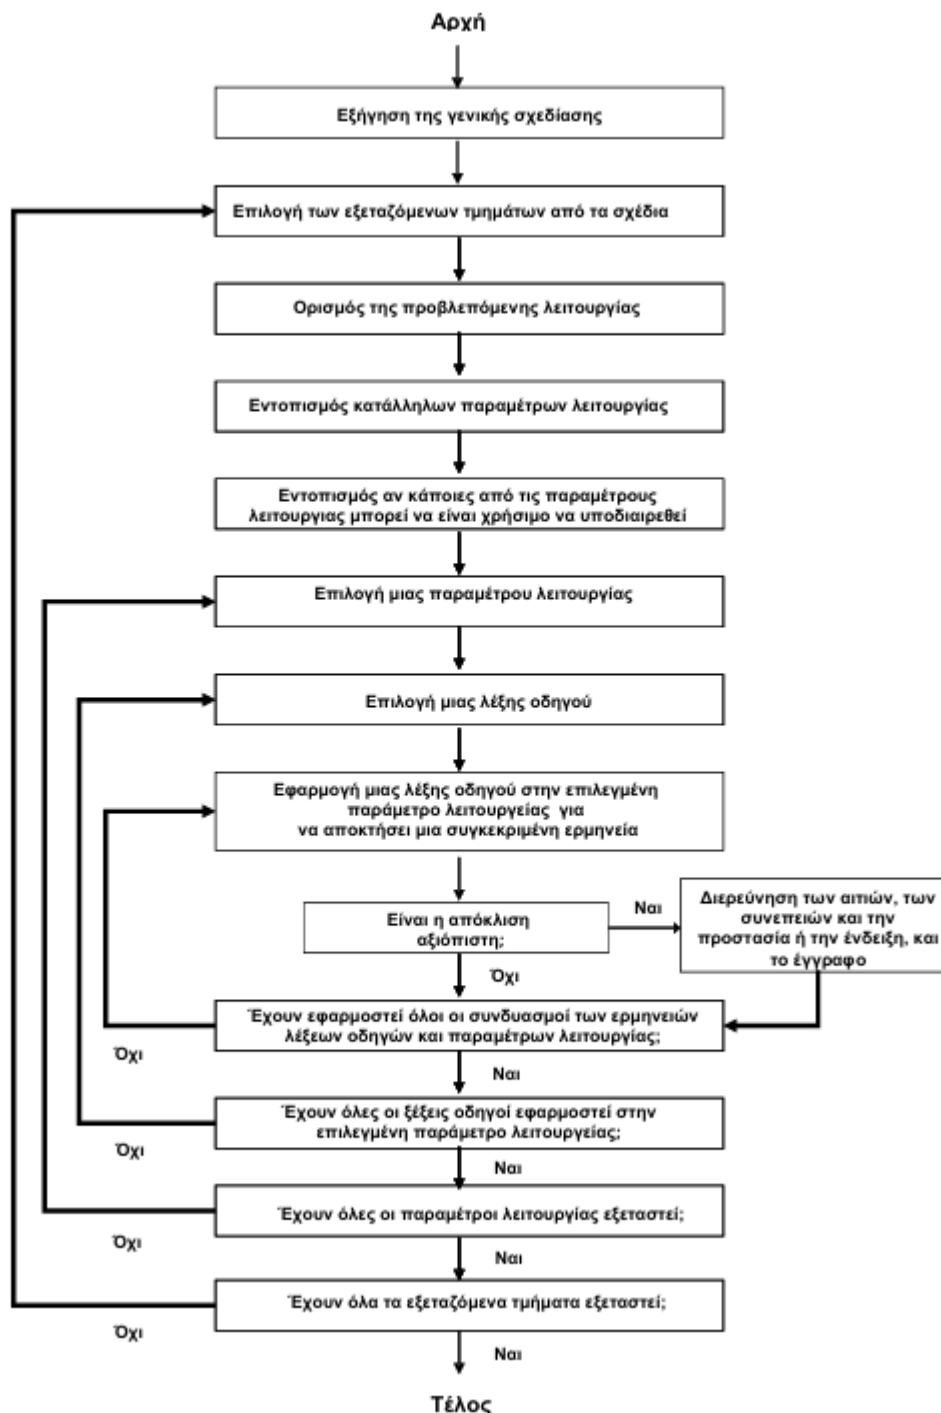 Αρχή
Εξήγηση της γενικής σχεδίασης
Επιλογή των εξεταζόμενων τμημάτων από τα σχέδια
Ορισμός της προβλεπόμενης λειτουργίας
Εντοπισμός κατάλληλων παραμέτρων λειτουργίας
Εντοπισμός αν κάποιες από τις παραμέτρους
λειτουργιας μπορεί να είναι χρήσιμο να υποδιαιρεθεί
Επιλογή μιας παραμέτρου λειτουργίας
Επιλογή μιας λέξης οδηγού
Εφαρμογή μιας λέξης οδηγού στην επιλεγμένη
παράμετρο λειτουργείας για
να αποκτήσει μια συγκεκριμένη ερμηνεία
Είναι η απόκλιση
αξιόπιστη;
Ναι
Διερεύνηση των αιτιών, των
συνεπειών και την
προστασία ή την ένδειξη, και
το έγγραφο
Όχι
Έχουν εφαρμοστεί όλοι οι συνδυασμοί των ερμηνειών
λέξεων οδηγών και παραμέτρων λειτουργίας;
Όχι
Ναι
Έχουν όλες οι ξέξεις οδηγοί εφαρμοστεί στην
επιλεγμένη παράμετρο λειτουργείας;
Όχι
Ναι
Έχουν όλες οι παραμέτροι λειτουργίας εξεταστεί;
Όχι
Ναι
Έχουν όλα τα εξεταζόμενα τμήματα εξεταστεί;
Όχι
Ναι
Τέλος